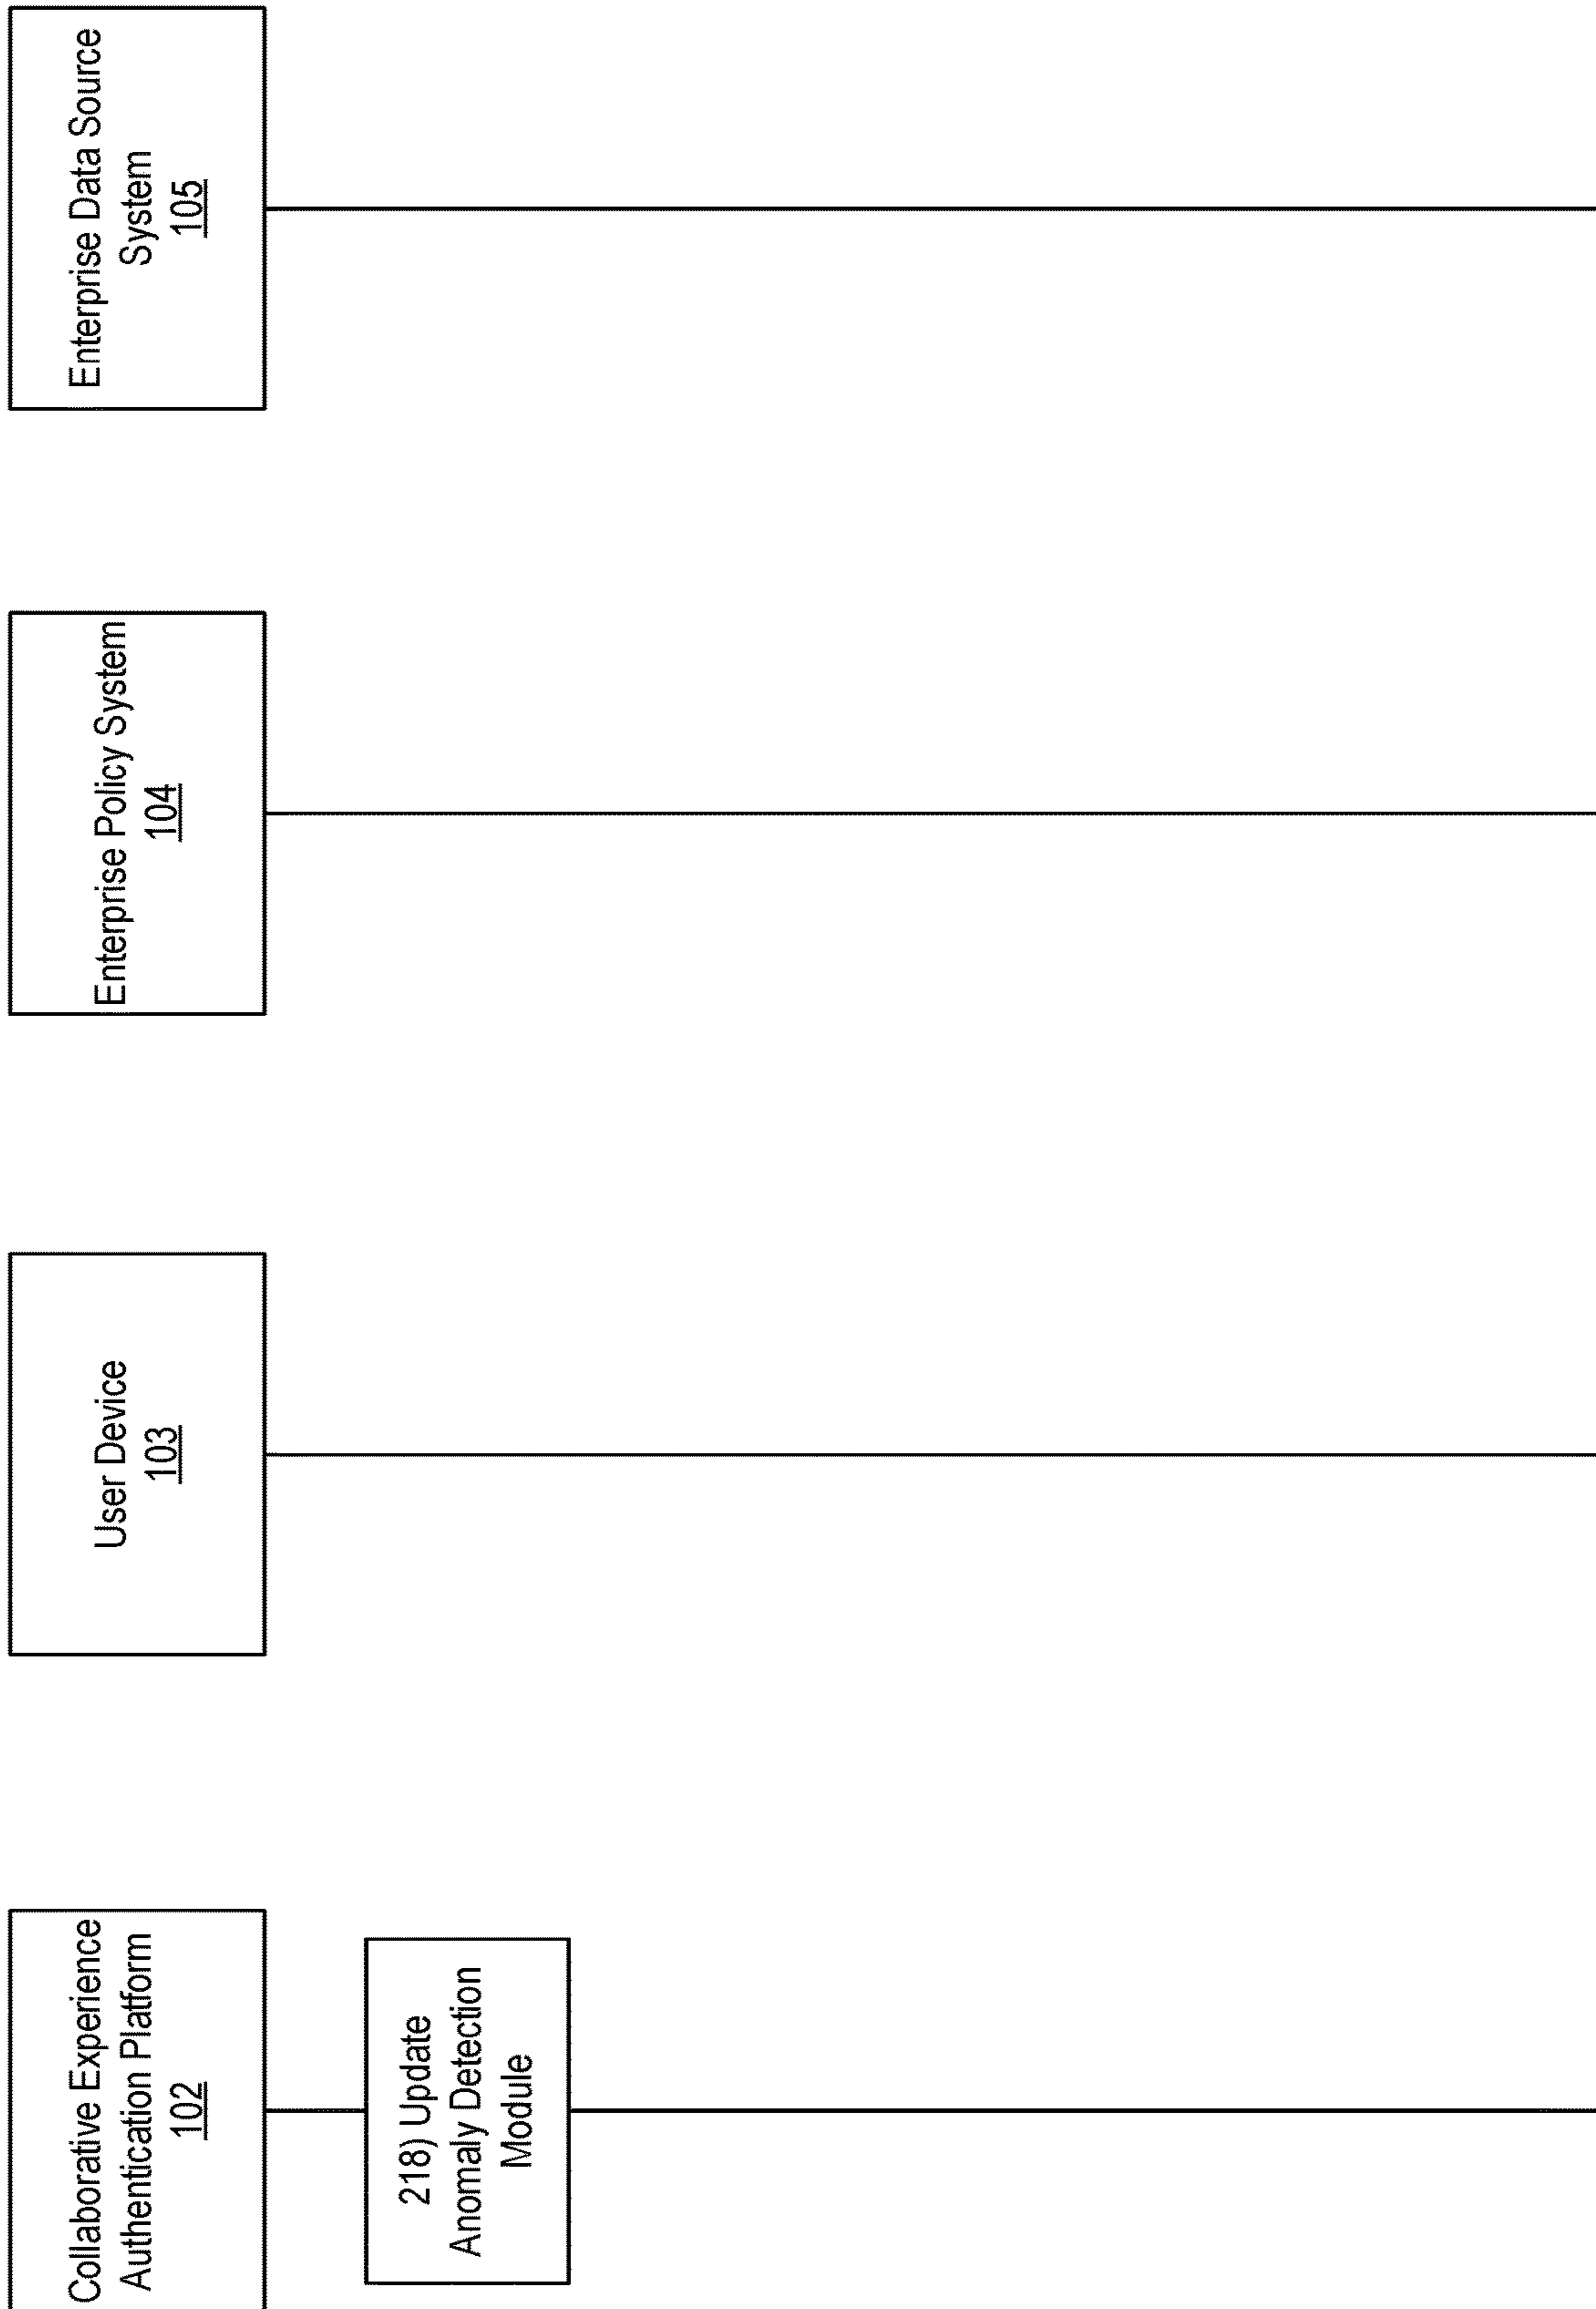 Collaborative Experience
Authentication Platform
102
User Device
103
Enterprise Policy System
104
Enterprise Data Source
System
105
218) Update
Anomaly Detection
Module